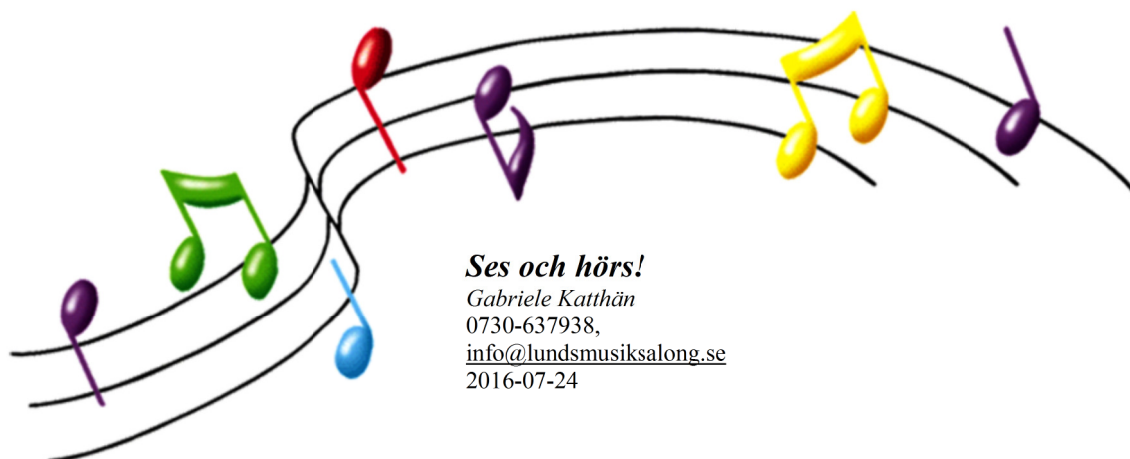 Ses och hörs!
Gabriele Katthän
0730-637938,
info@lundsmusiksalong.se
2016-07-24